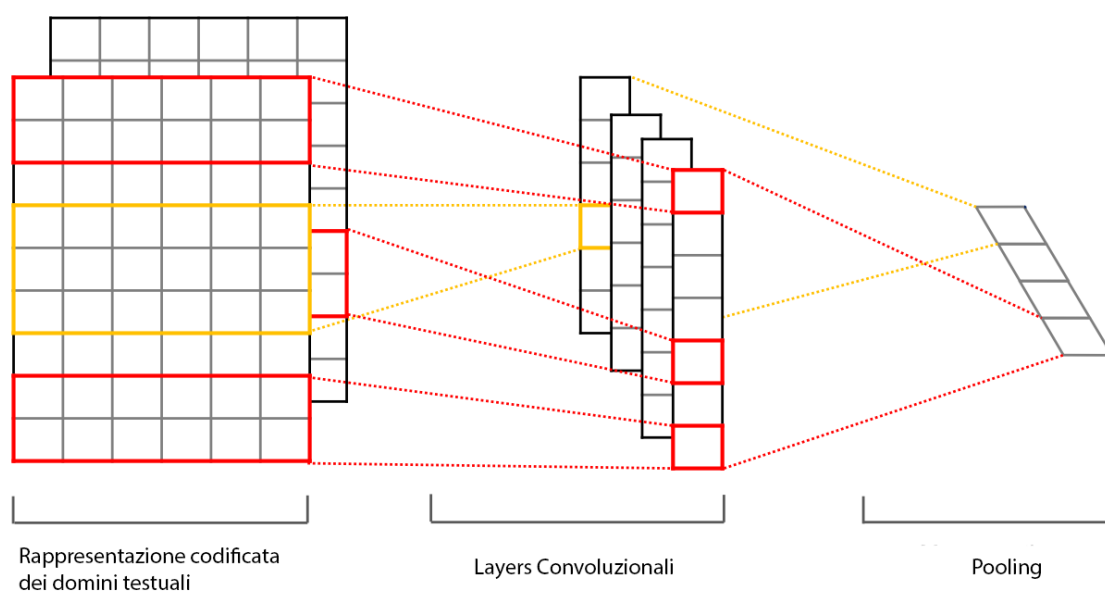 Rappresentazione codificata
dei domini testuali
Layers Convoluzionali
Pooling